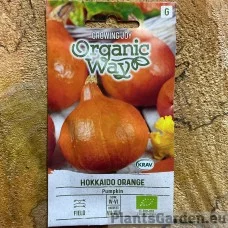 GROWING JOY
6
Organic
Way
KRAV
HOKKAIDO ORANGE
Pumpkin
FIELD
PlantsGarden.eu